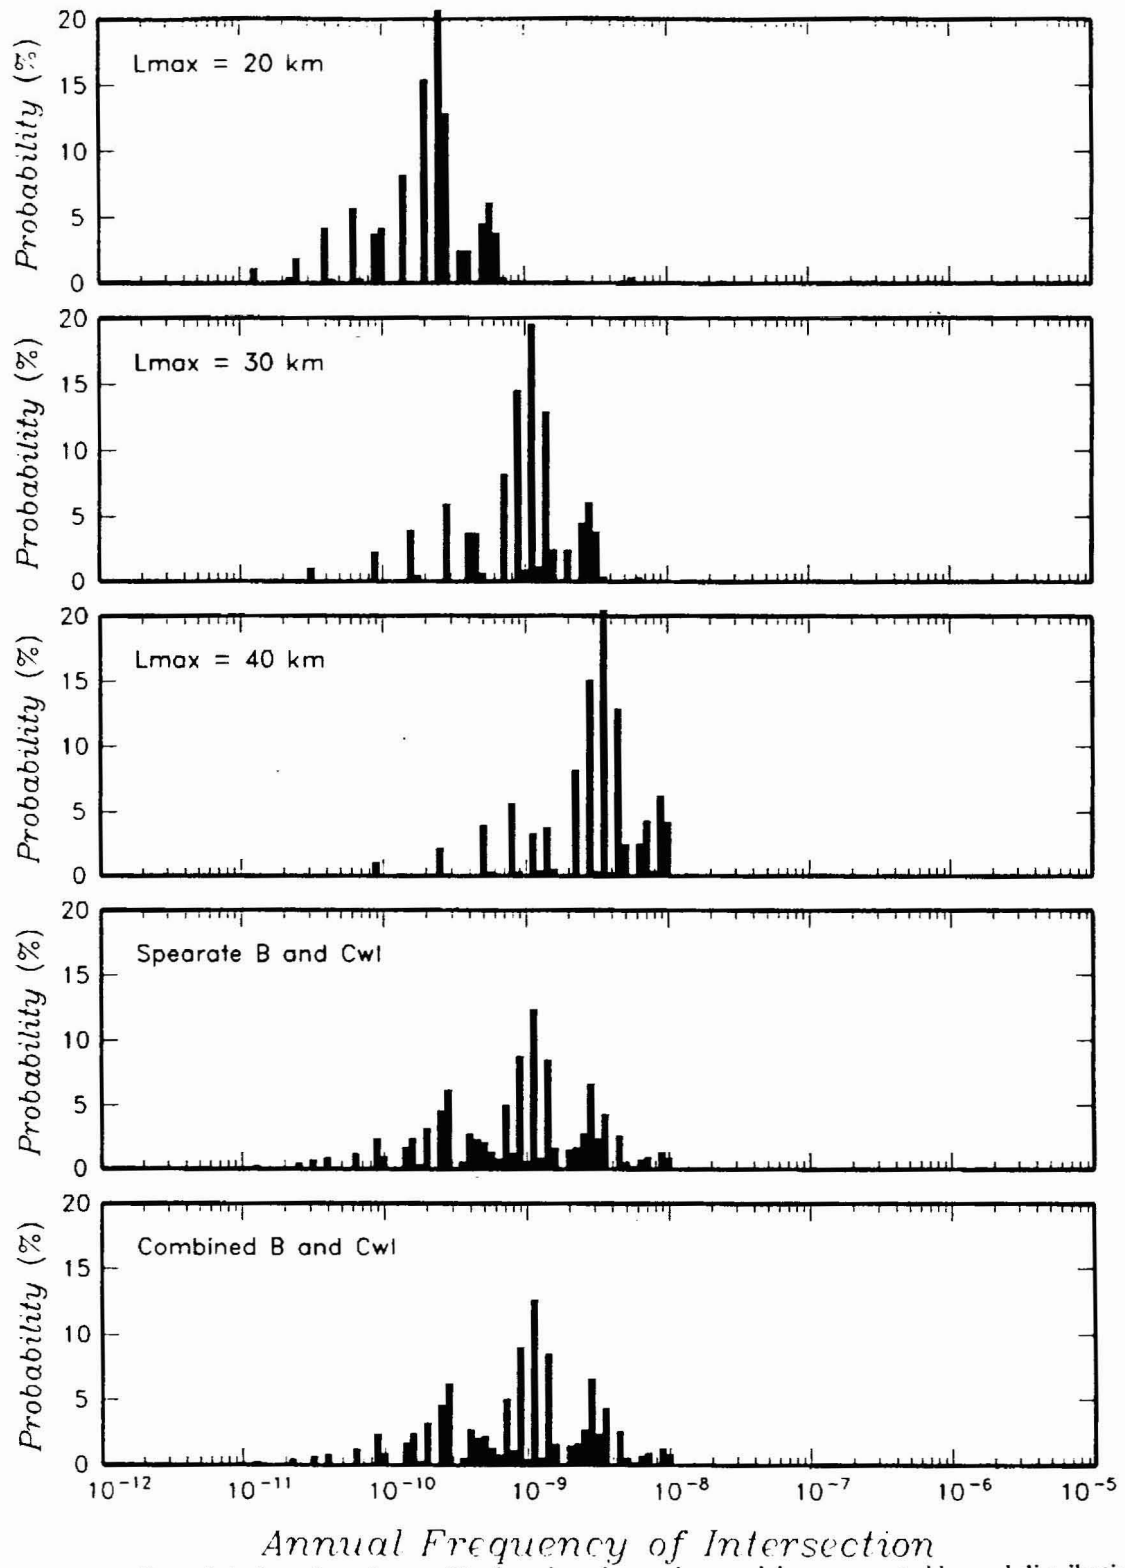 20
15
10
5
0
Probability (%)
Lmax = 20 km
20
15
10
5
0
Probability (%)
Lmax = 30 km
20
15
10
5
0
Probability (%)
Lmax = 40 km
20
15
10
5
0
Probability (%)
Spearate B and Cwl
20
15
10
5
0
Probability (%)
Combined B and Cwl
10⁻¹² 10⁻¹¹ 10⁻¹⁰ 10⁻⁹ 10⁻⁸ 10⁻⁷ 10⁻⁶ 10⁻⁵
Annual Frequency of Intersection